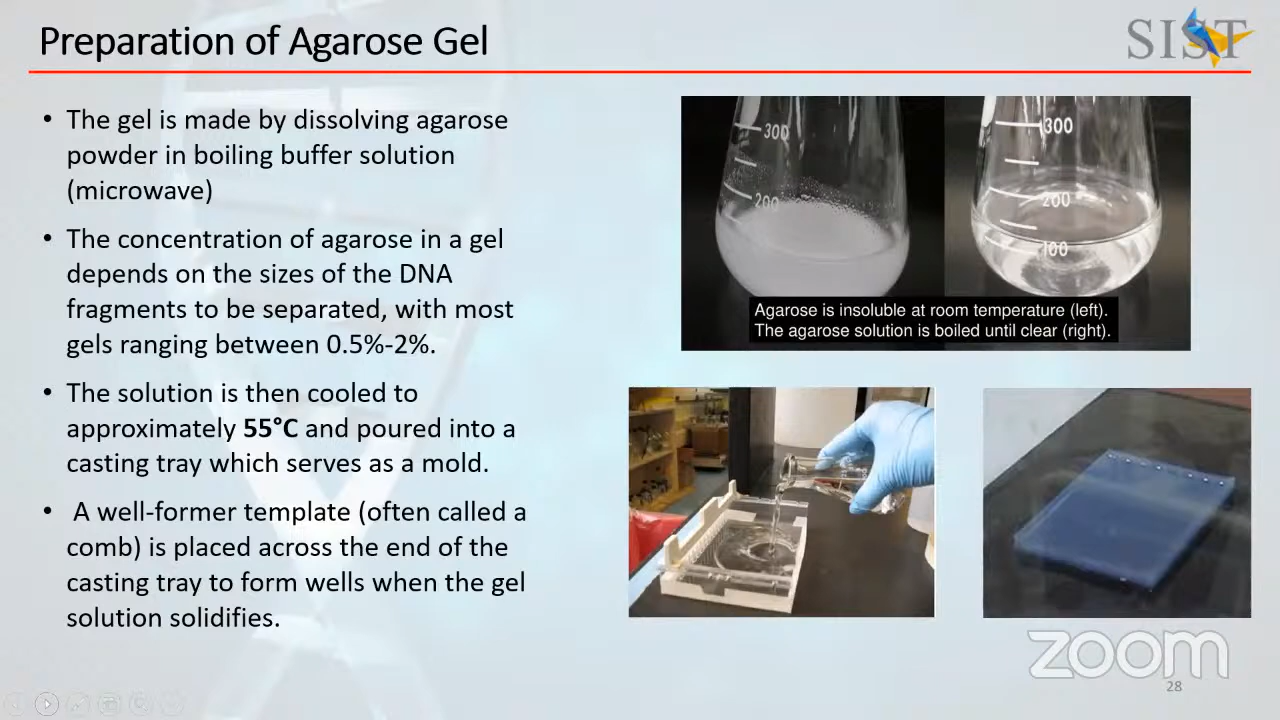 Preparation of Agarose Gel
SIST
• The gel is made by dissolving agarose
powder in boiling buffer solution
(microwave)
• The concentration of agarose in a gel
depends on the sizes of the DNA
fragments to be separated, with most
gels ranging between 0.5%-2%.
• The solution is then cooled to
approximately 55°C and poured into a
casting tray which serves as a mold.
• A well-former template (often called a
comb) is placed across the end of the
casting tray to form wells when the gel
solution solidifies.
300
200
300
200
100
Agarose is insoluble at room temperature (left).
The agarose solution is boiled until clear (right).
zoom
28